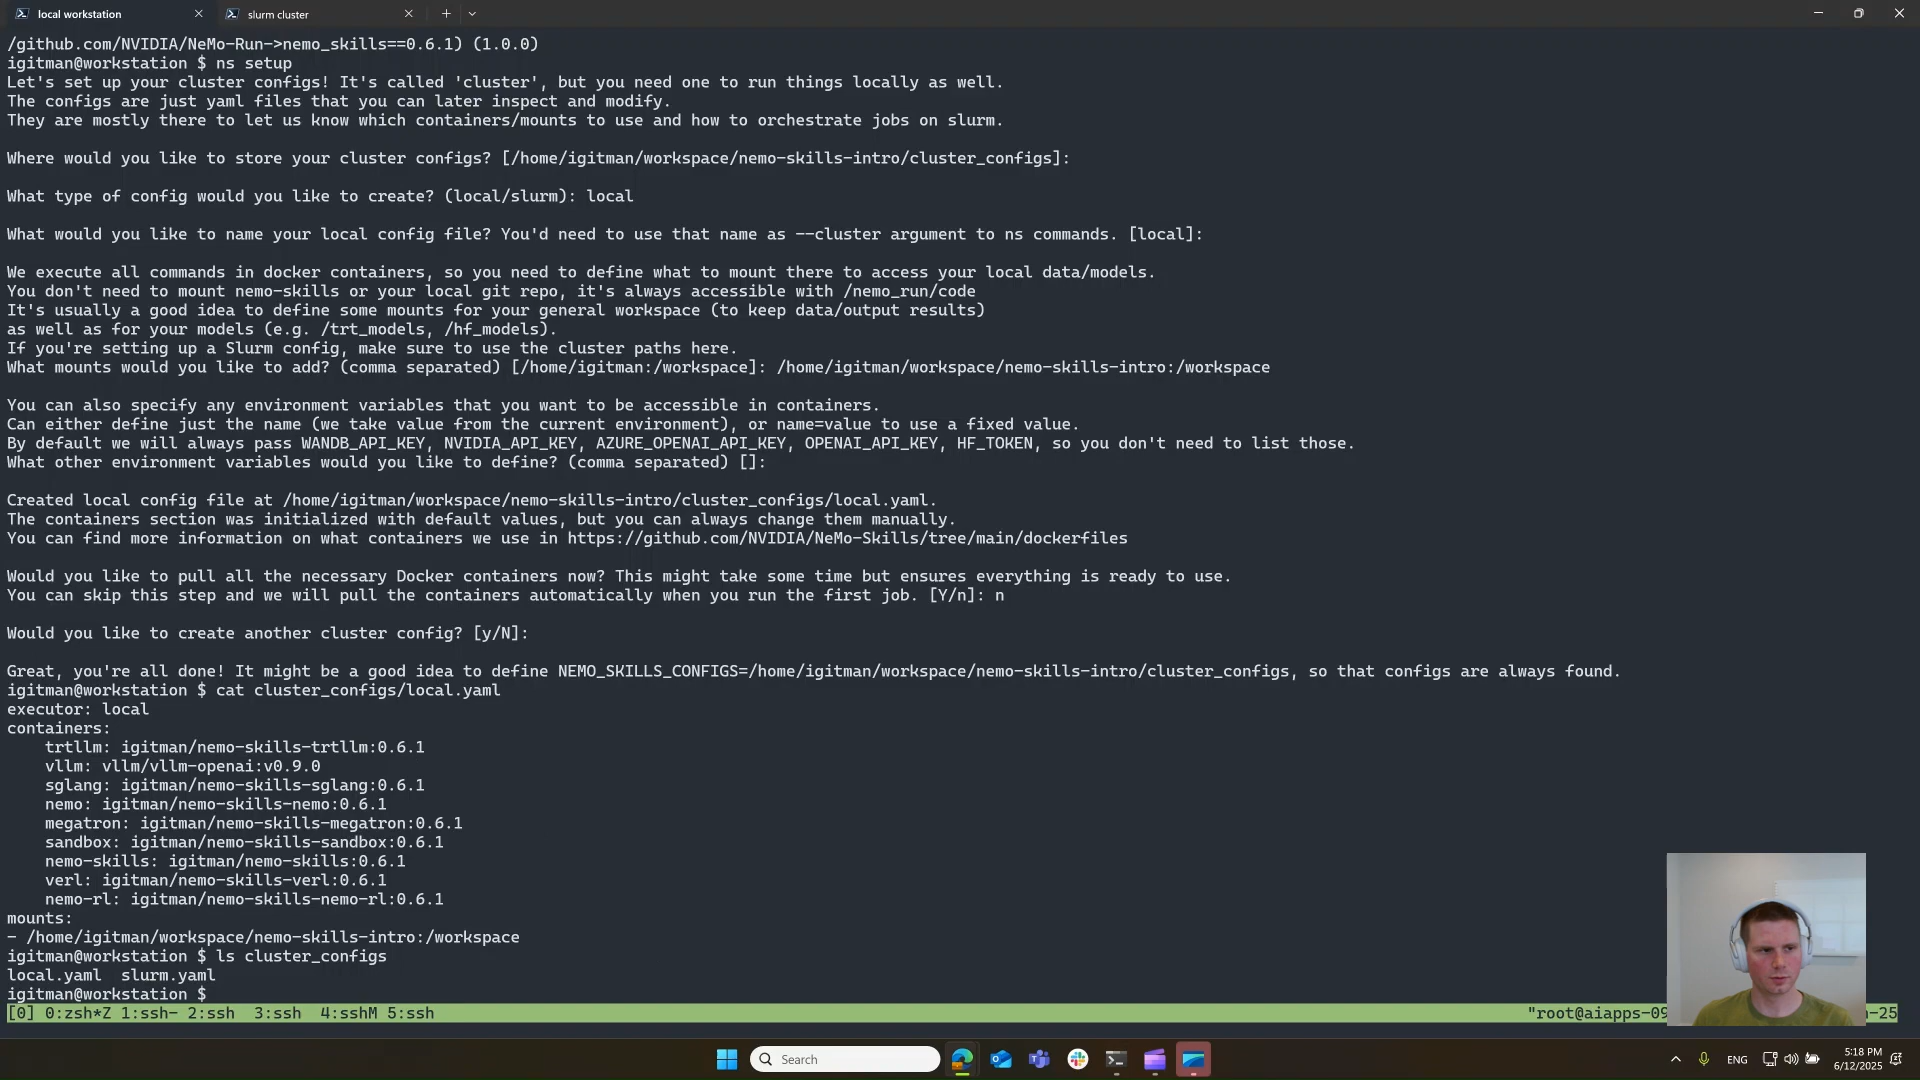 local workstation
slurm cluster
/github.com/NVIDIA/NeMo-Run->nemo_skills==0.6.1) (1.0.0)
igitman@workstation $ ns setup
Let's set up your cluster configs! It's called 'cluster', but you need one to run things locally as well.
The configs are just yaml files that you can later inspect and modify.
They are mostly there to let us know which containers/mounts to use and how to orchestrate jobs on slurm.
Where would you like to store your cluster configs? [/home/igitman/workspace/nemo-skills-intro/cluster_configs]:
What type of config would you like to create? (local/slurm): local
What would you like to name your local config file? You'd need to use that name as --cluster argument to ns commands. [local]:
We execute all commands in docker containers, so you need to define what to mount there to access your local data/models.
You don't need to mount nemo-skills or your local git repo, it's always accessible with /nemo_run/code
It's usually a good idea to define some mounts for your general workspace (to keep data/output results)
as well as for your models (e.g. /trt_models, /hf_models).
If you're setting up a Slurm config, make sure to use the cluster paths here.
What mounts would you like to add? (comma separated) [/home/igitman:/workspace]: /home/igitman/workspace/nemo-skills-intro:/workspace
You can also specify any environment variables that you want to be accessible in containers.
Can either define just the name (we take value from the current environment), or name=value to use a fixed value.
By default we will always pass WANDB_API_KEY, NVIDIA_API_KEY, AZURE_OPENAI_API_KEY, OPENAI_API_KEY, HF_TOKEN, so you don't need to list those.
What other environment variables would you like to define? (comma separated) []:
Created local config file at /home/igitman/workspace/nemo-skills-intro/cluster_configs/local.yaml.
The containers section was initialized with default values, but you can always change them manually.
You can find more information on what containers we use in https://github.com/NVIDIA/NeMo-Skills/tree/main/dockerfiles
Would you like to pull all the necessary Docker containers now? This might take some time but ensures everything is ready to use.
You can skip this step and we will pull the containers automatically when you run the first job. [Y/n]: n
Would you like to create another cluster config? [y/N]:
Great, you're all done! It might be a good idea to define NEMO_SKILLS_CONFIGS=/home/igitman/workspace/nemo-skills-intro/cluster_configs, so that configs are always found.
igitman@workstation $ cat cluster_configs/local.yaml
executor: local
containers:
trtllm: igitman/nemo-skills-trtllm:0.6.1
vllm: vllm/vllm-openai:v0.9.0
sglang: igitman/nemo-skills-sglang:0.6.1
nemo: igitman/nemo-skills-nemo:0.6.1
megatron: igitman/nemo-skills-megatron:0.6.1
sandbox: igitman/nemo-skills-sandbox:0.6.1
nemo-skills: igitman/nemo-skills:0.6.1
verl: igitman/nemo-skills-verl:0.6.1
nemo-rl: igitman/nemo-skills-nemo-rl:0.6.1
mounts:
- /home/igitman/workspace/nemo-skills-intro:/workspace
igitman@workstation $ ls cluster_configs
local.yaml  slurm.yaml
igitman@workstation $
[0] 0:zsh*Z 1:ssh- 2:ssh  3:ssh  4:sshM 5:ssh
"root@aiapps-09
-25
Search
ENG
5:18 PM
6/12/2025